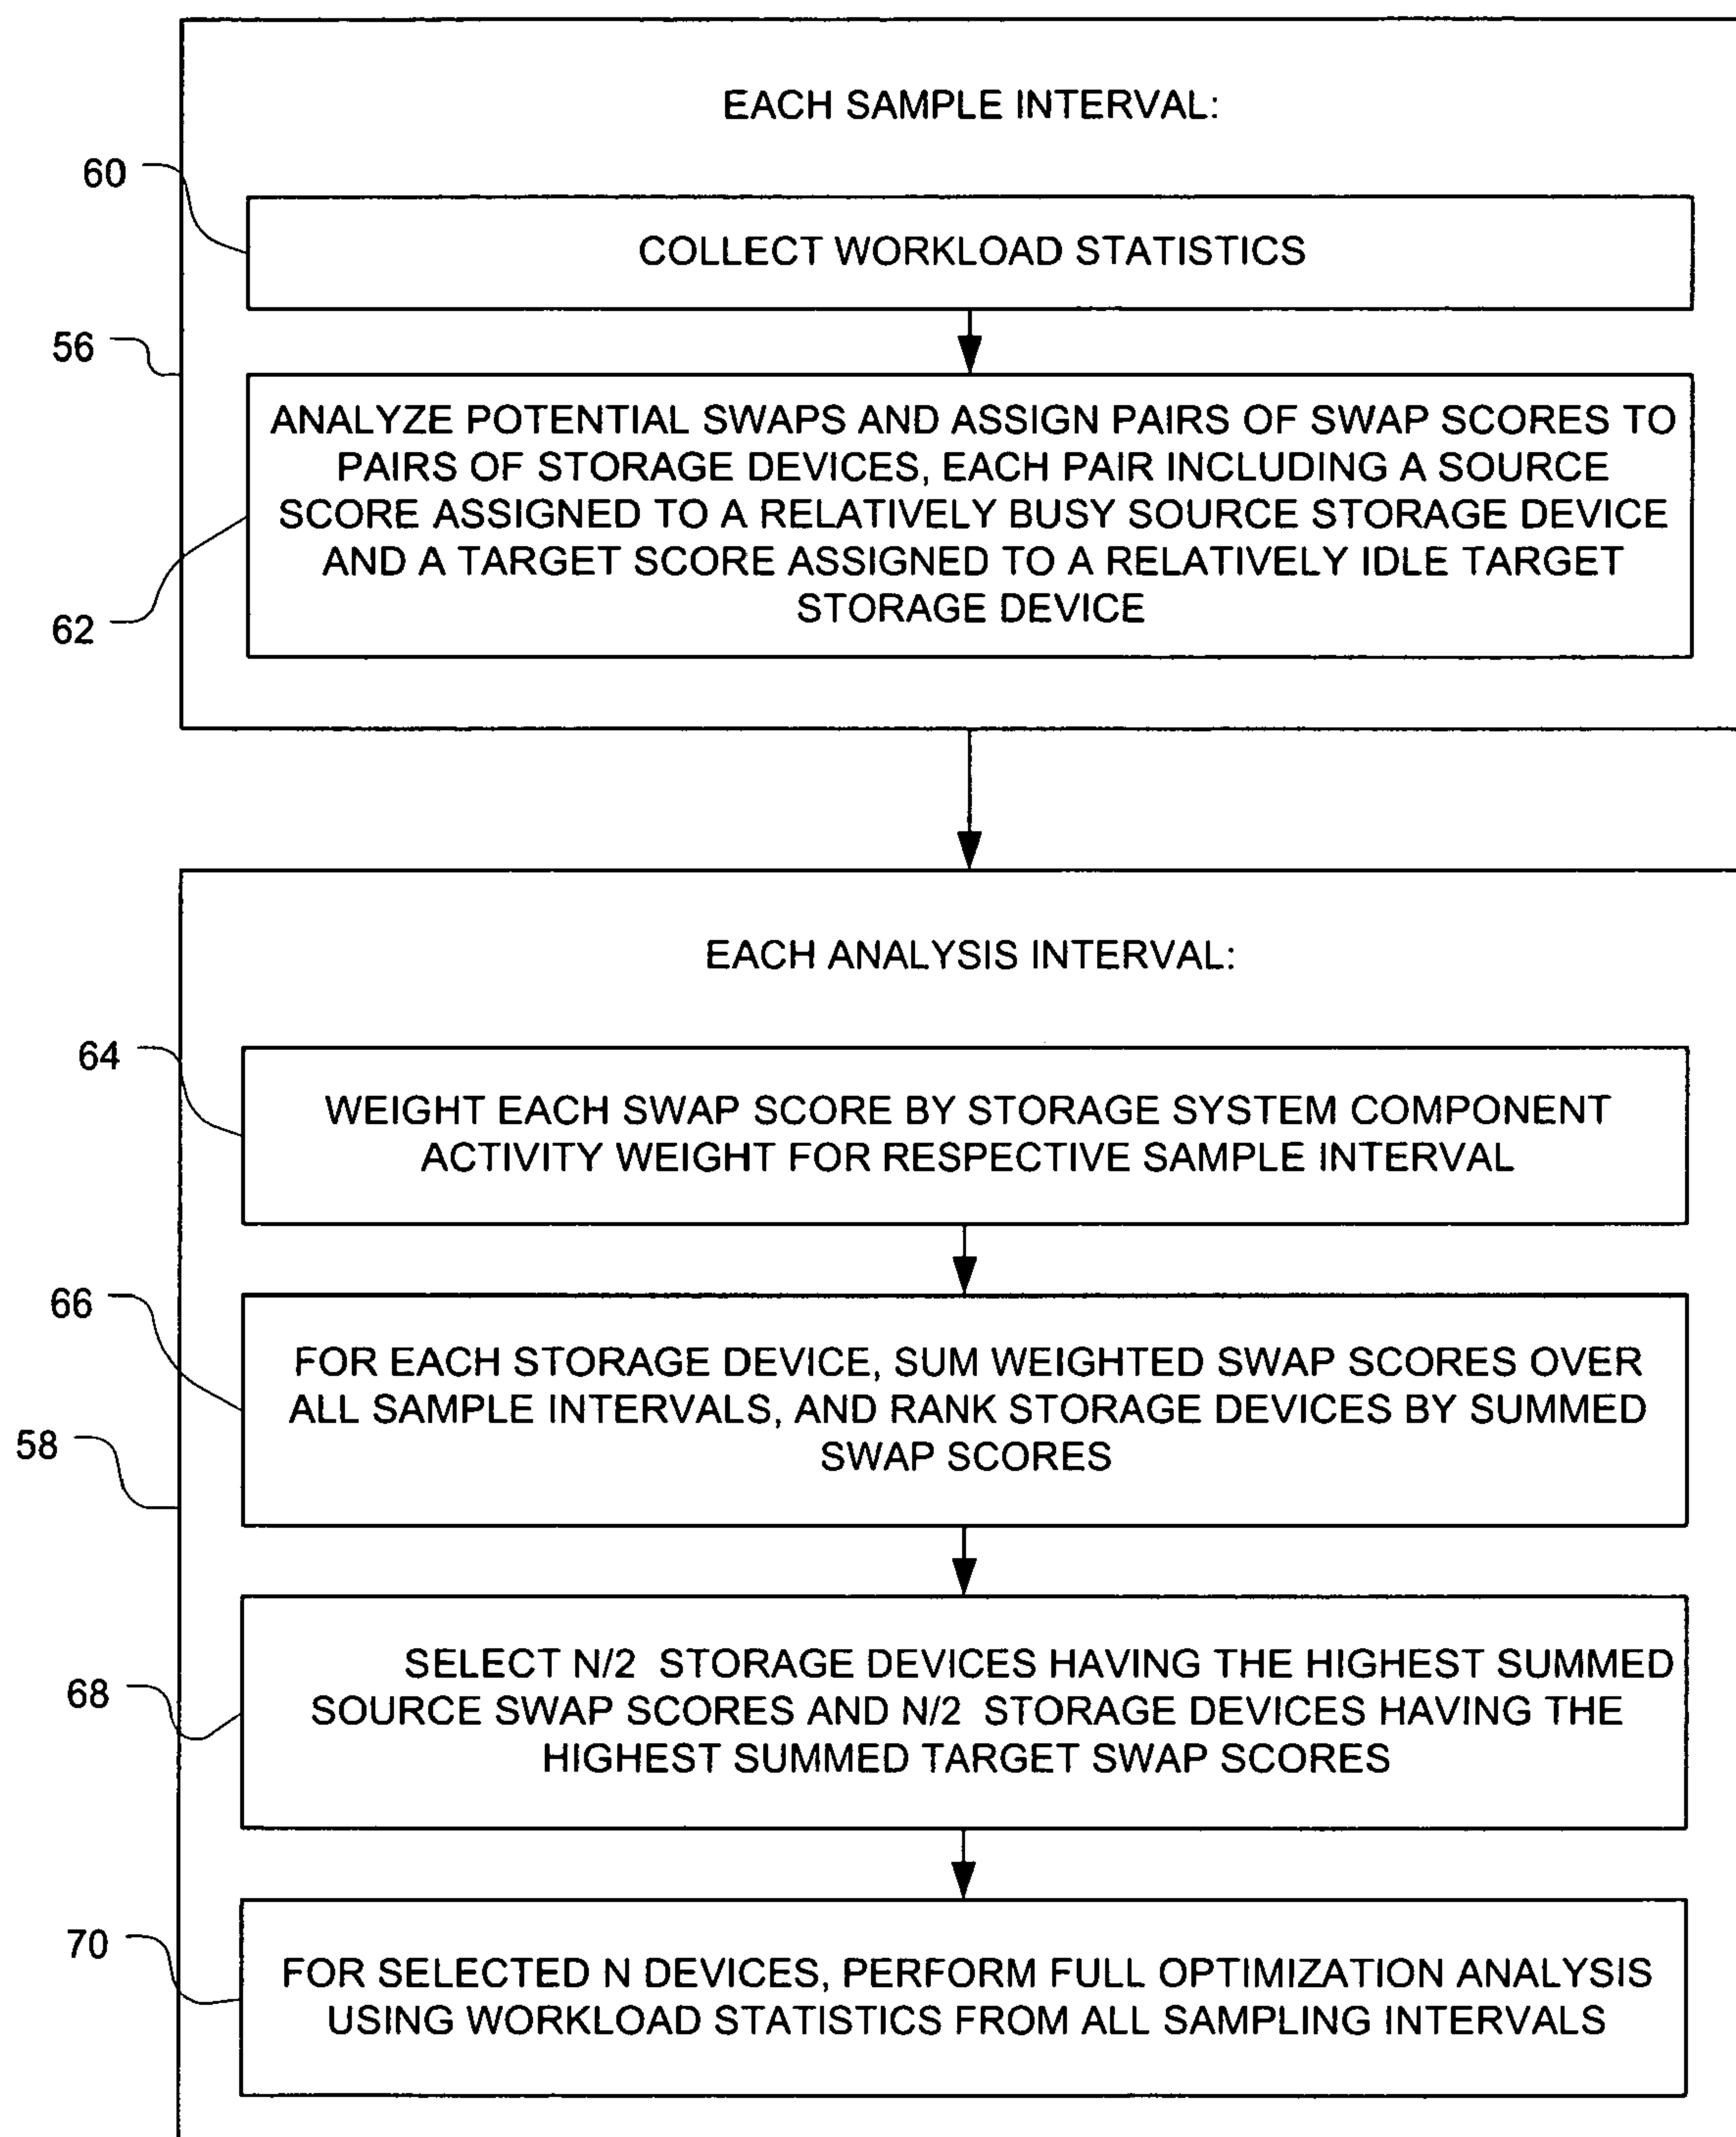 EACH SAMPLE INTERVAL:
60
COLLECT WORKLOAD STATISTICS
56
ANALYZE POTENTIAL SWAPS AND ASSIGN PAIRS OF SWAP SCORES TO
PAIRS OF STORAGE DEVICES, EACH PAIR INCLUDING A SOURCE
SCORE ASSIGNED TO A RELATIVELY BUSY SOURCE STORAGE DEVICE
AND A TARGET SCORE ASSIGNED TO A RELATIVELY IDLE TARGET
STORAGE DEVICE
62
EACH ANALYSIS INTERVAL:
64
WEIGHT EACH SWAP SCORE BY STORAGE SYSTEM COMPONENT
ACTIVITY WEIGHT FOR RESPECTIVE SAMPLE INTERVAL
66
FOR EACH STORAGE DEVICE, SUM WEIGHTED SWAP SCORES OVER
ALL SAMPLE INTERVALS, AND RANK STORAGE DEVICES BY SUMMED
SWAP SCORES
58
SELECT N/2 STORAGE DEVICES HAVING THE HIGHEST SUMMED
SOURCE SWAP SCORES AND N/2 STORAGE DEVICES HAVING THE
HIGHEST SUMMED TARGET SWAP SCORES
68
70
FOR SELECTED N DEVICES, PERFORM FULL OPTIMIZATION ANALYSIS
USING WORKLOAD STATISTICS FROM ALL SAMPLING INTERVALS